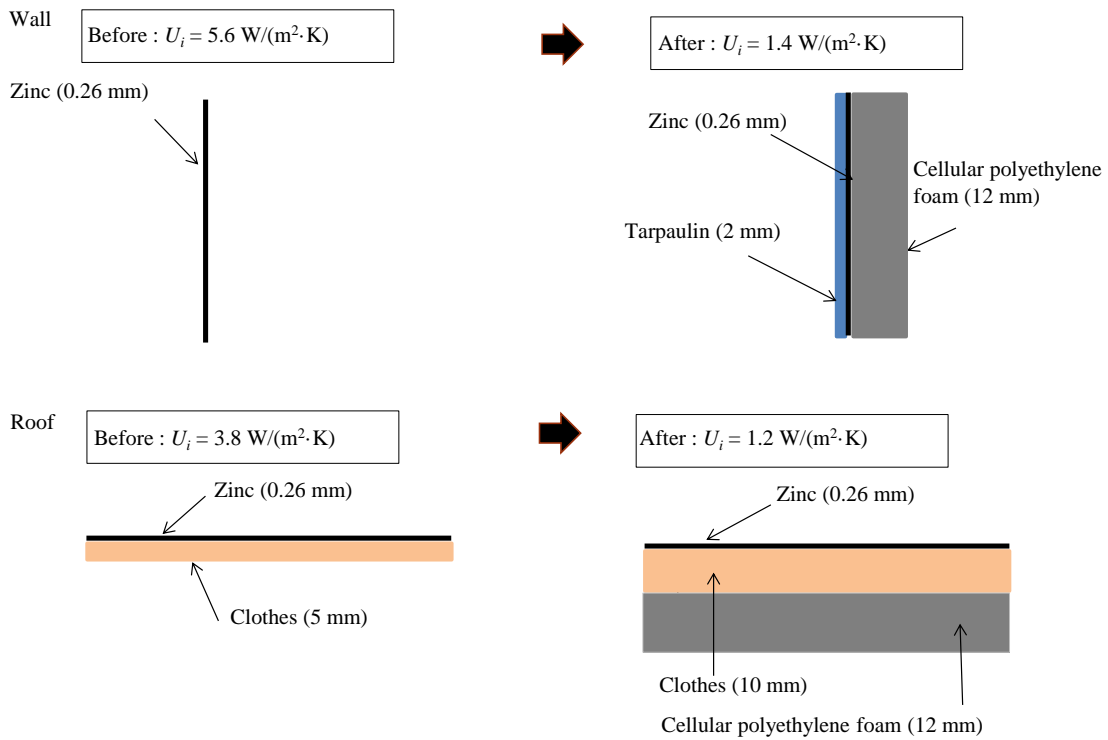 Wall
Before : Uᵢ = 5.6 W/(m²·K)
After : Uᵢ = 1.4 W/(m²·K)
Zinc (0.26 mm)
Zinc (0.26 mm)
Cellular polyethylene
foam (12 mm)
Tarpaulin (2 mm)
Roof
Before : Uᵢ = 3.8 W/(m²·K)
After : Uᵢ = 1.2 W/(m²·K)
Zinc (0.26 mm)
Zinc (0.26 mm)
Clothes (5 mm)
Clothes (10 mm)
Cellular polyethylene foam (12 mm)